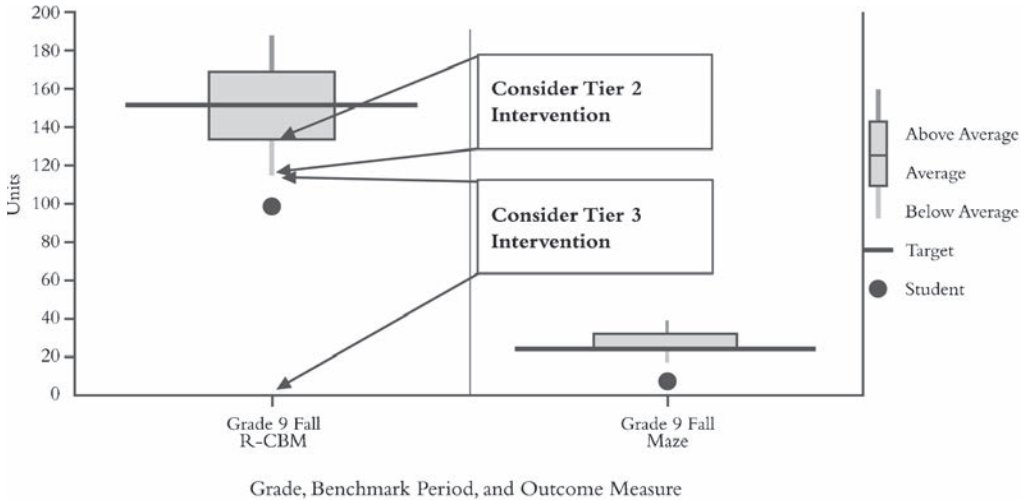 200
180
160
140
120
100
80
60
40
20
0
Units
Consider Tier 2
Intervention
Consider Tier 3
Intervention
Above Average
Average
Below Average
Target
Student
Grade 9 Fall
R-CBM
Grade 9 Fall
Maze
Grade, Benchmark Period, and Outcome Measure